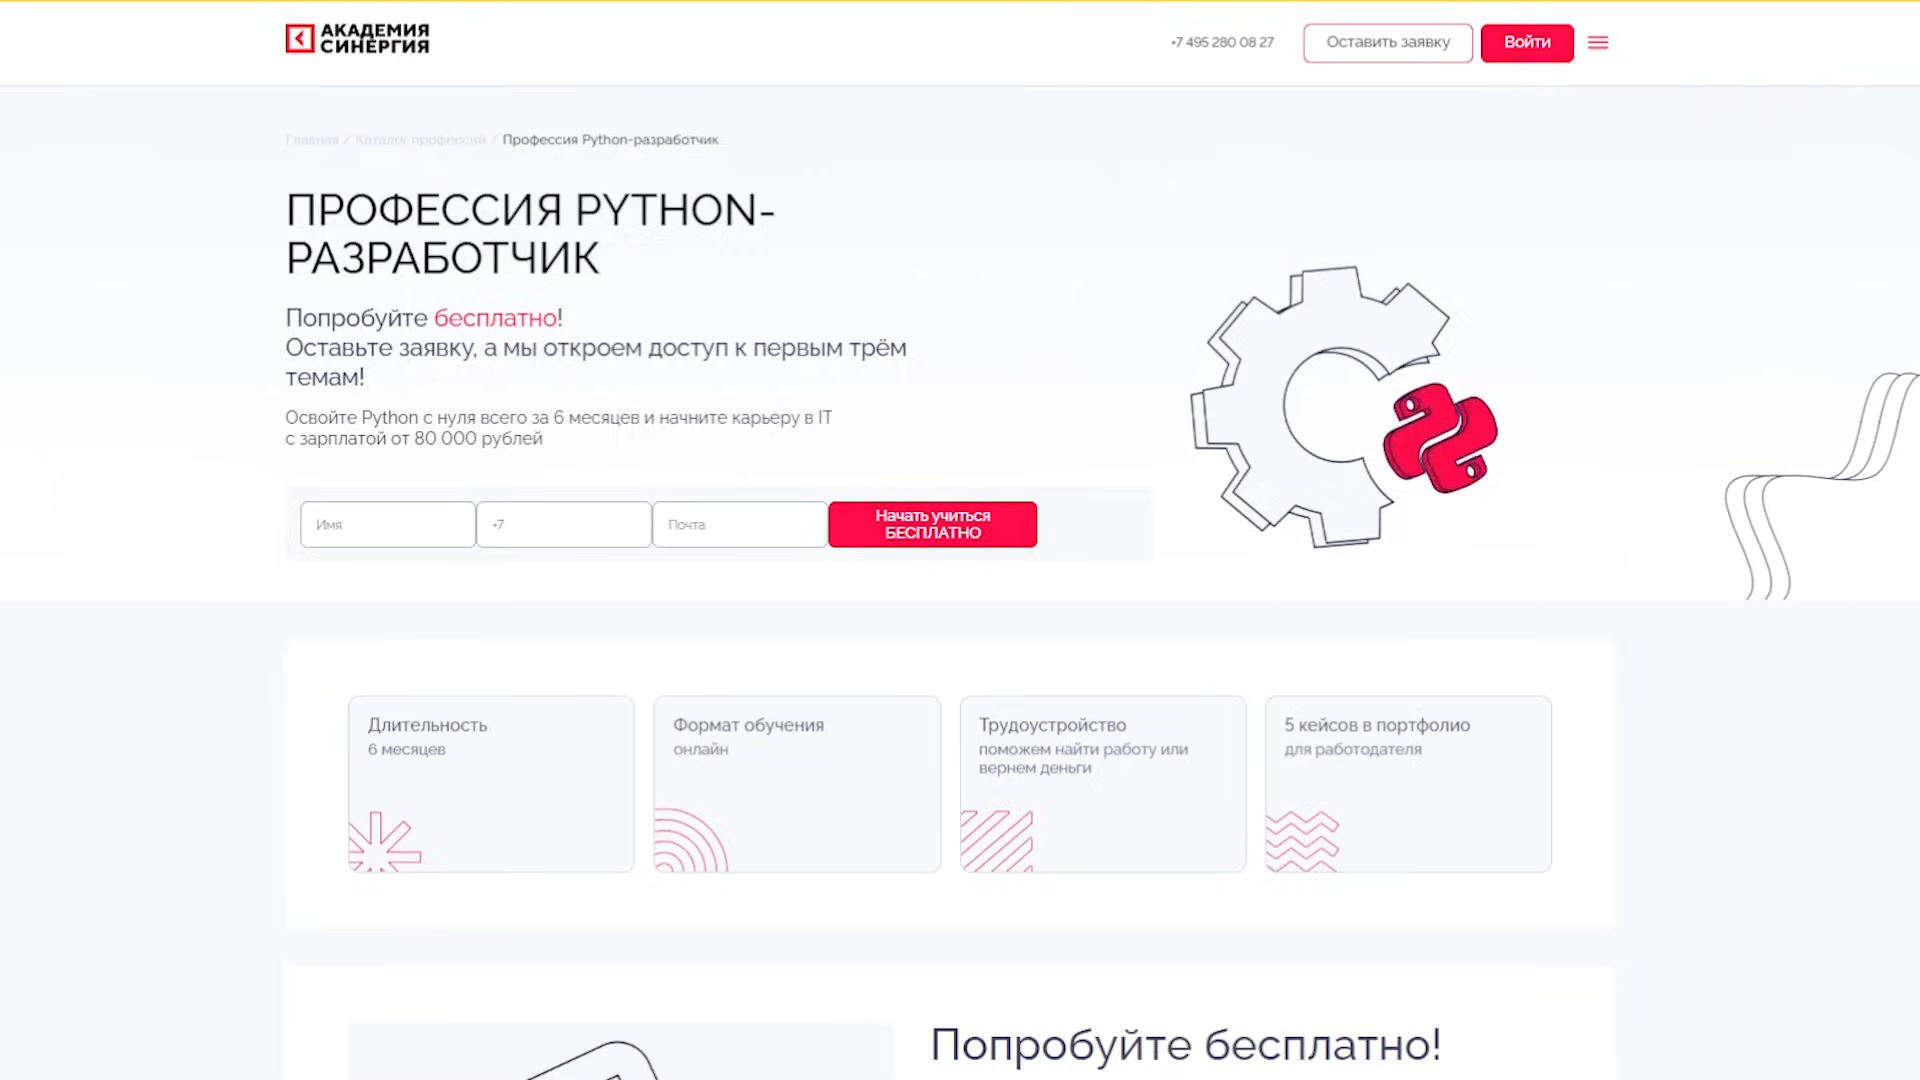 АКАДЕМИЯ
СИНЕРГИЯ
+7 495 280 08 27
Оставить заявку
Войти
Главная / Каталог профессий / Профессия Python-разработчик
ПРОФЕССИЯ PYTHON-
РАЗРАБОТЧИК
Попробуйте бесплатно!
Оставьте заявку, а мы откроем доступ к первым трём
темам!
Освойте Python с нуля всего за 6 месяцев и начните карьеру в IT
с зарплатой от 80 000 рублей
Имя
+7
Почта
Начать учиться
БЕСПЛАТНО
Длительность
6 месяцев
Формат обучения
онлайн
Трудоустройство
поможем найти работу или
вернем деньги
5 кейсов в портфолио
для работодателя
Попробуйте бесплатно!